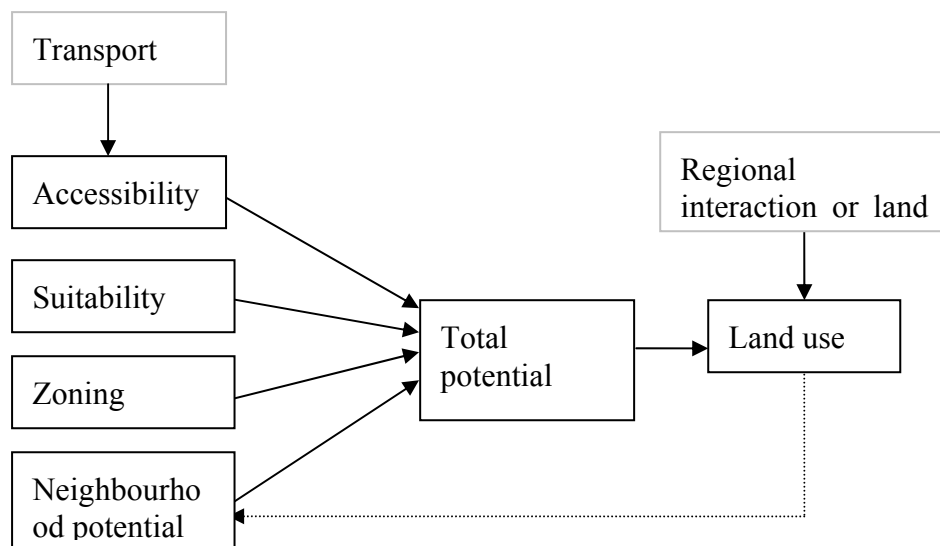 Transport
Accessibility
Suitability
Zoning
Neighbourho
od potential
Total
potential
Regional
interaction or land
Land use